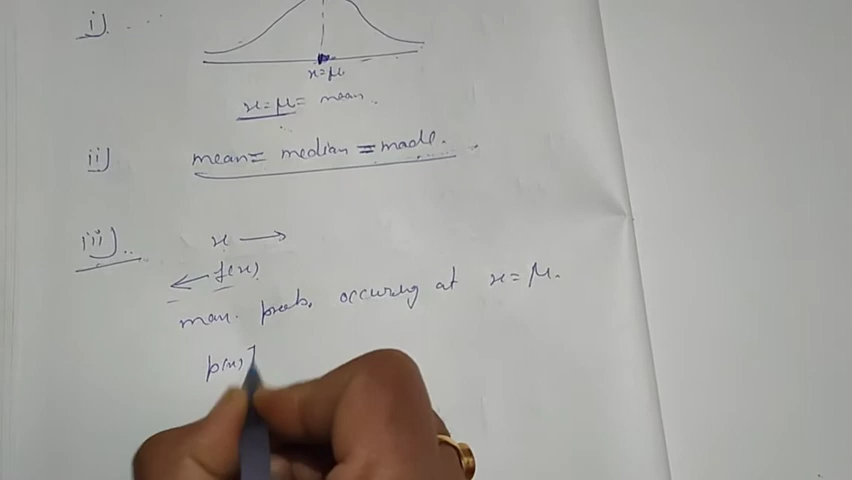 i) ....
x=μ
x=μ= mean.
ii) mean= median =mode.
iii)..
x →
← f(x)
max. prob. occuring at x= μ.
p(x)]